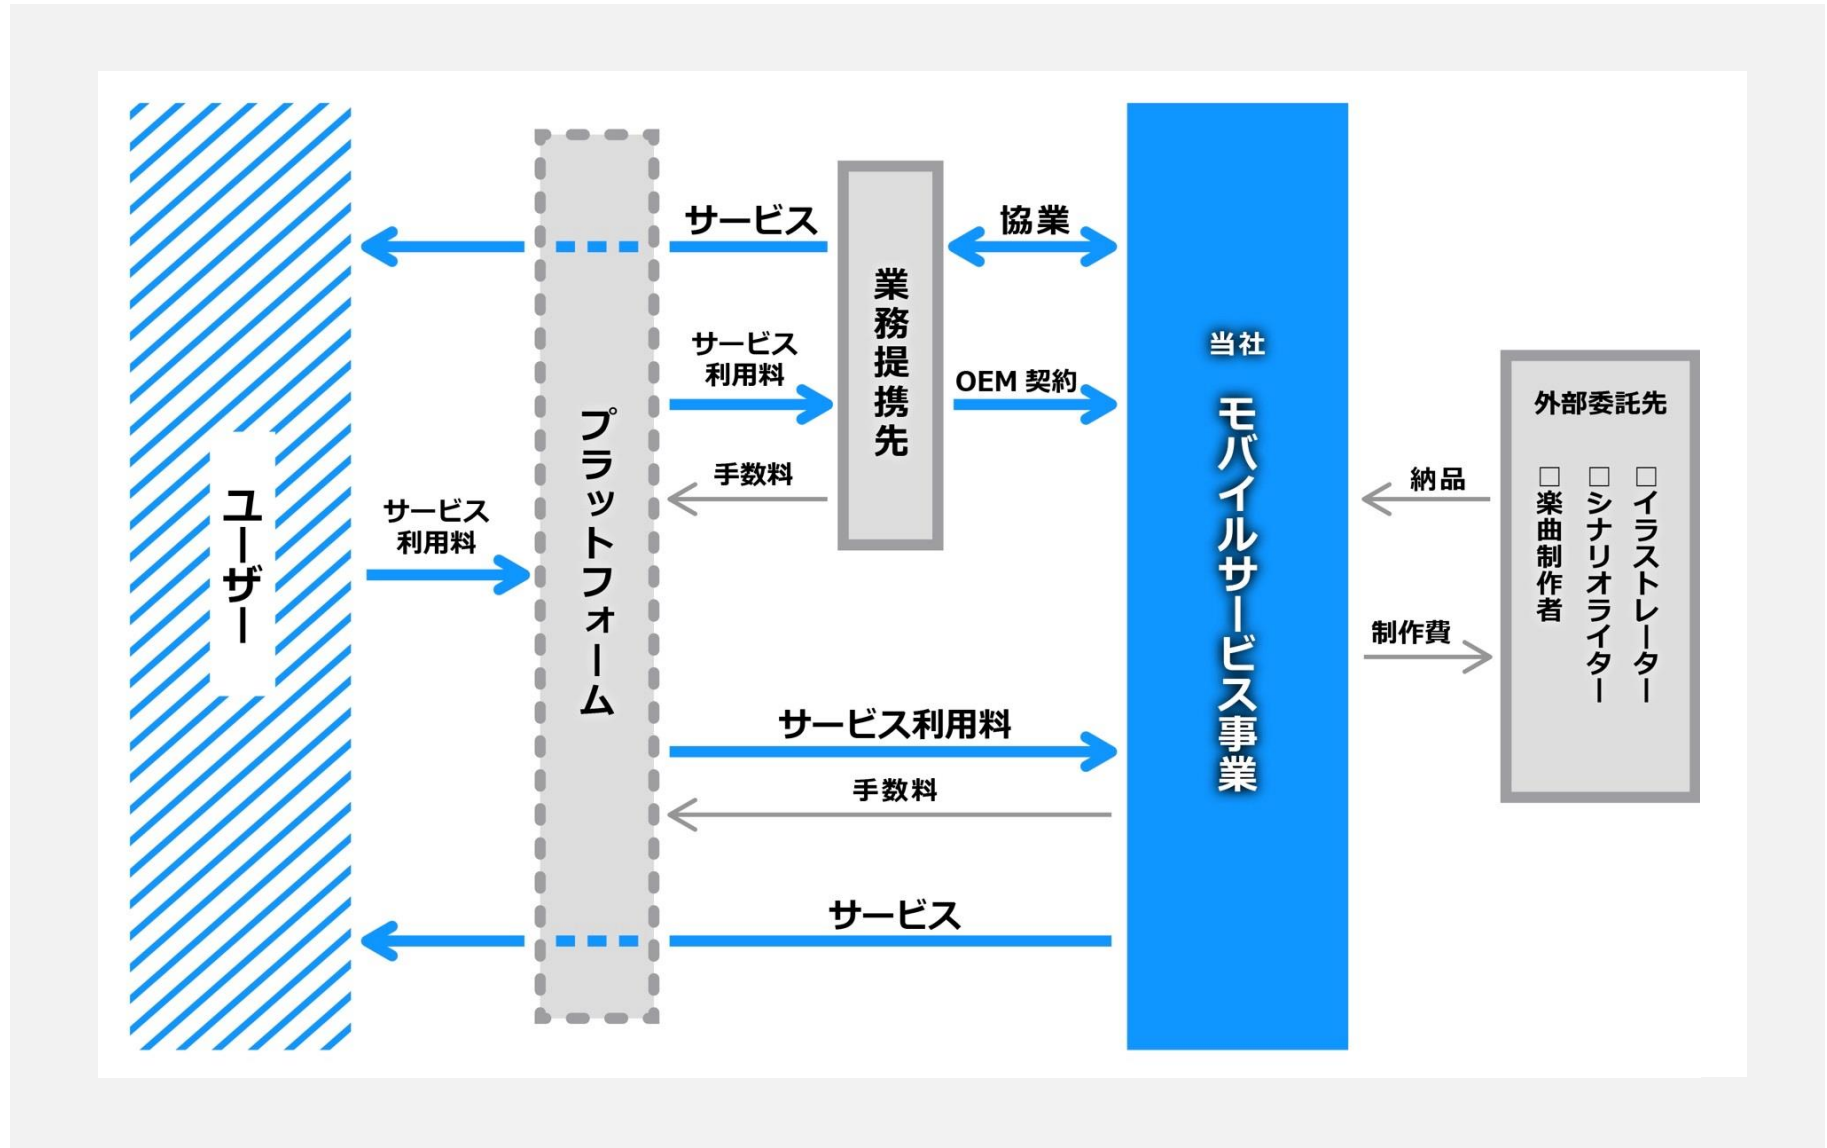 ユーザー
サービス
利用料
プラットフォーム
サービス
サービス
利用料
手数料
業務提携先
協業
OEM 契約
サービス利用料
手数料
サービス
当社 モバイルサービス事業
納品
制作費
外部委託先
□イラストレーター
□シナリオライター
□楽曲制作者